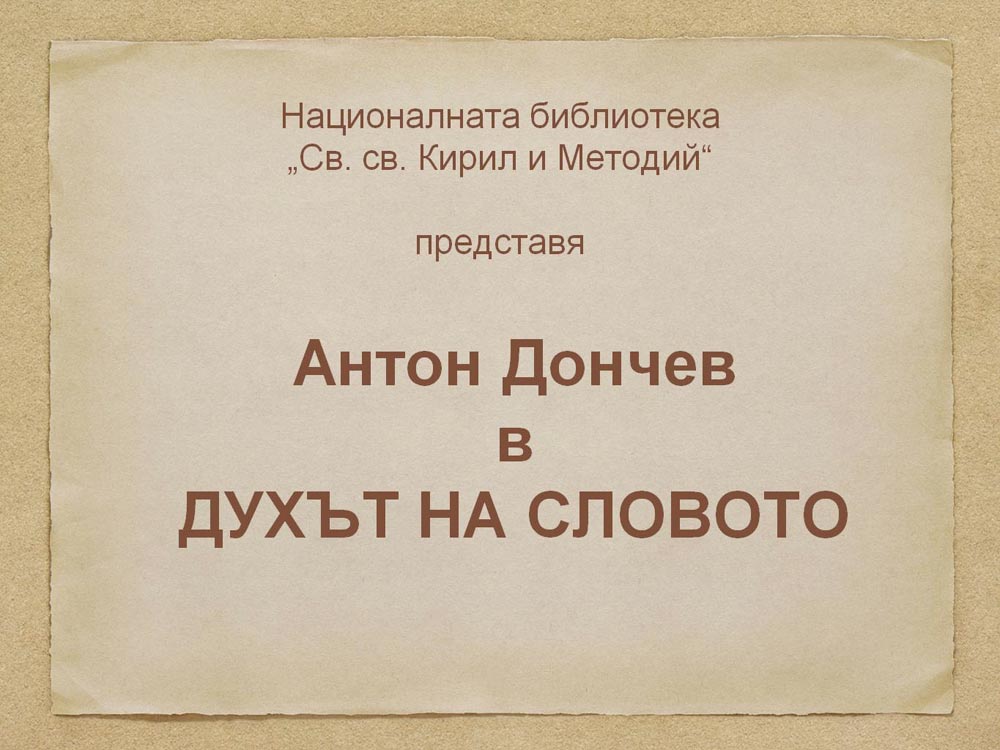 Националната библиотека
„Св. св. Кирил и Методий“
представя
Антон Дончев
в
ДУХЪТ НА СЛОВОТО